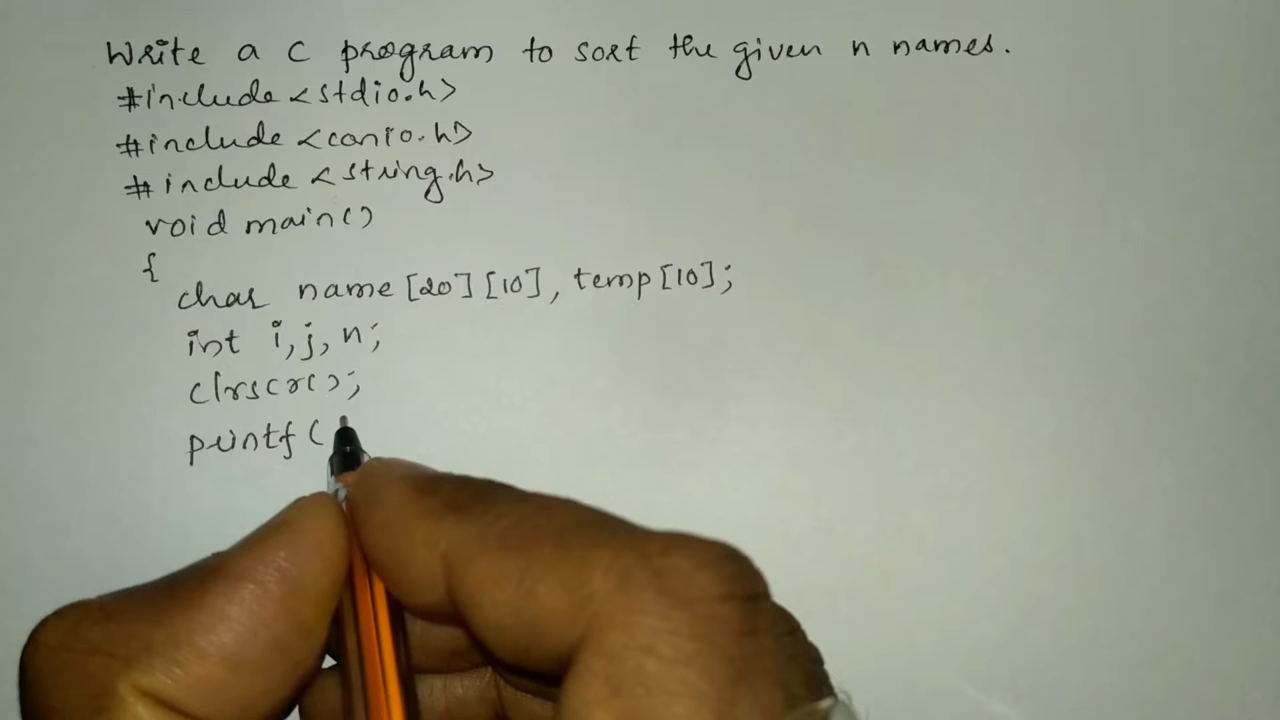 Write a C program to sort the given n names.
#include <stdio.h>
#include <conio.h>
#include <string.h>
void main()
{
char name[20][10], temp[10];
int i,j,n;
clrscr();
printf(